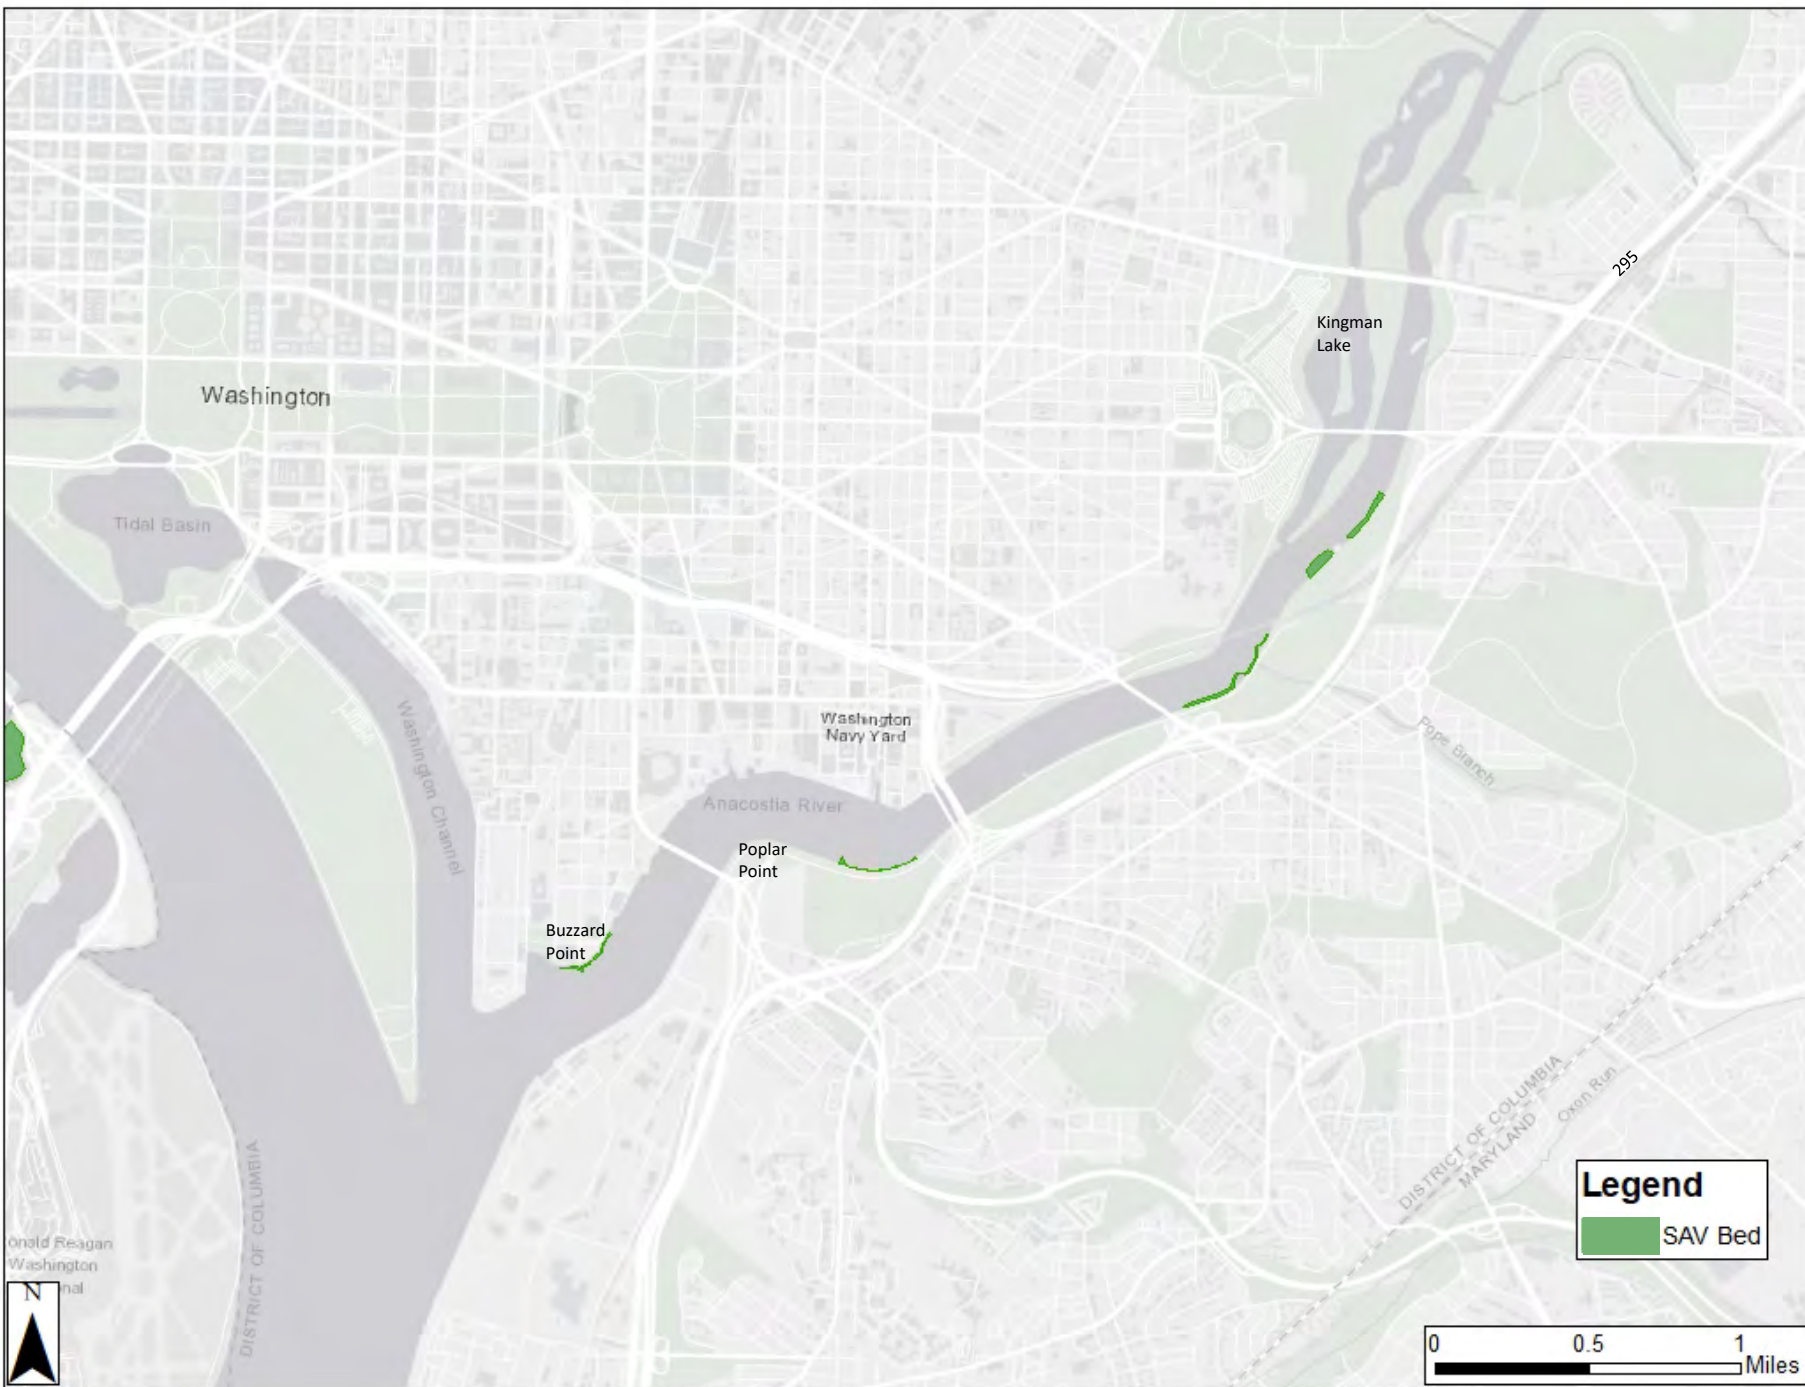 295
Kingman
Lake
Washington
Tidal Basin
Washington Channel
Washington
Navy Yard
Pope Branch
Anacostia River
Poplar
Point
Buzzard
Point
DISTRICT OF COLUMBIA
MARYLAND
Oxon Run
DISTRICT OF COLUMBIA
onald Reagan
Washington
onal
N
Legend
SAV Bed
0 0.5 1
Miles